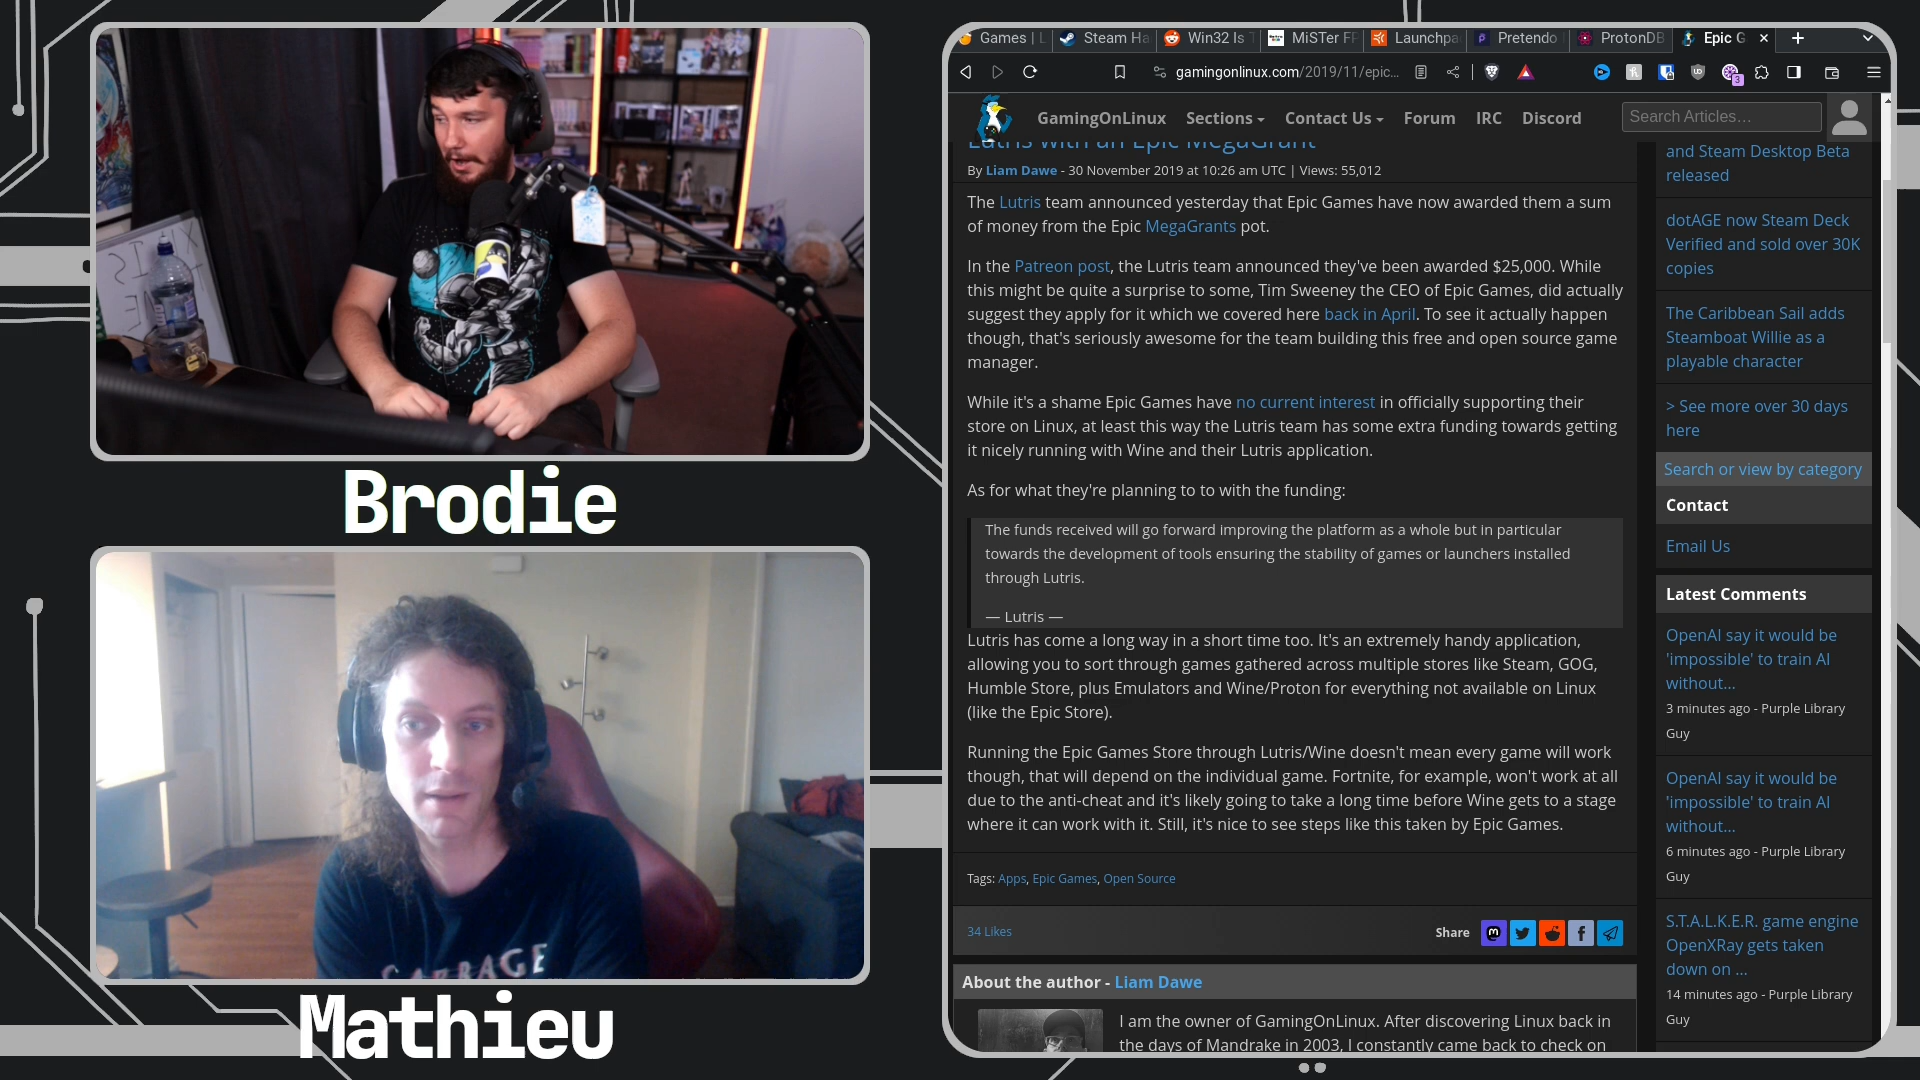 Brodie
Mathieu
GARBAGE
Games | L
Steam Ha
Win32 Is T
MiSTer FP
Launchpa
Pretendo
ProtonDB
Epic G
gamingonlinux.com/2019/11/epic...
3
GamingOnLinux
Sections
Contact Us
Forum
IRC
Discord
Search Articles...
Lutris with an Epic MegaGrant
By Liam Dawe - 30 November 2019 at 10:26 am UTC | Views: 55,012
The Lutris team announced yesterday that Epic Games have now awarded them a sum
of money from the Epic MegaGrants pot.
In the Patreon post, the Lutris team announced they've been awarded $25,000. While
this might be quite a surprise to some, Tim Sweeney the CEO of Epic Games, did actually
suggest they apply for it which we covered here back in April. To see it actually happen
though, that's seriously awesome for the team building this free and open source game
manager.
While it's a shame Epic Games have no current interest in officially supporting their
store on Linux, at least this way the Lutris team has some extra funding towards getting
it nicely running with Wine and their Lutris application.
As for what they're planning to to with the funding:
The funds received will go forward improving the platform as a whole but in particular
towards the development of tools ensuring the stability of games or launchers installed
through Lutris.
— Lutris —
Lutris has come a long way in a short time too. It's an extremely handy application,
allowing you to sort through games gathered across multiple stores like Steam, GOG,
Humble Store, plus Emulators and Wine/Proton for everything not available on Linux
(like the Epic Store).
Running the Epic Games Store through Lutris/Wine doesn't mean every game will work
though, that will depend on the individual game. Fortnite, for example, won't work at all
due to the anti-cheat and it's likely going to take a long time before Wine gets to a stage
where it can work with it. Still, it's nice to see steps like this taken by Epic Games.
Tags: Apps, Epic Games, Open Source
34 Likes
Share
About the author - Liam Dawe
I am the owner of GamingOnLinux. After discovering Linux back in
the days of Mandrake in 2003, I constantly came back to check on
and Steam Desktop Beta
released
dotAGE now Steam Deck
Verified and sold over 30K
copies
The Caribbean Sail adds
Steamboat Willie as a
playable character
> See more over 30 days
here
Search or view by category
Contact
Email Us
Latest Comments
OpenAI say it would be
'impossible' to train AI
without...
3 minutes ago - Purple Library
Guy
OpenAI say it would be
'impossible' to train AI
without...
6 minutes ago - Purple Library
Guy
S.T.A.L.K.E.R. game engine
OpenXRay gets taken
down on ...
14 minutes ago - Purple Library
Guy